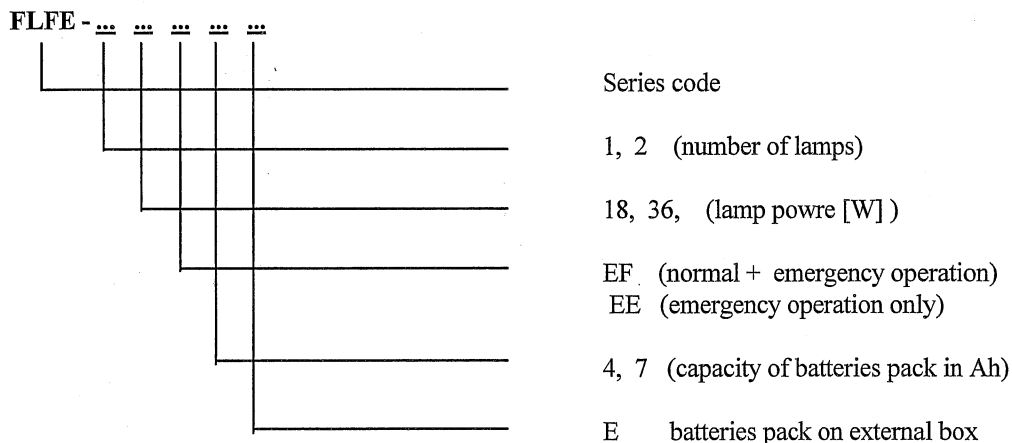 FLFE - ... ... ... ... ...
Series code
1, 2 (number of lamps)
18, 36, (lamp powre [W] )
EF (normal + emergency operation)
EE (emergency operation only)
4, 7 (capacity of batteries pack in Ah)
E batteries pack on external box